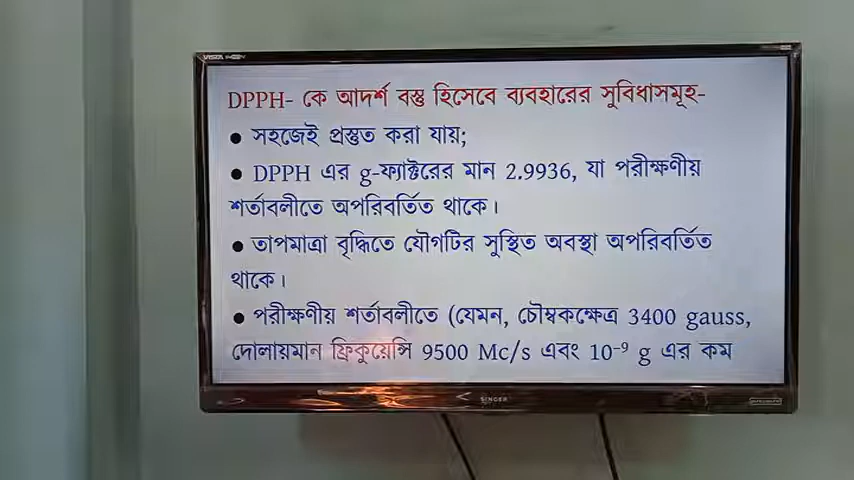 VISTA
DPPH- কে আদর্শ বস্তু হিসেবে ব্যবহারের সুবিধাসমূহ-
● সহজেই প্রস্তুত করা যায়;
● DPPH এর g-ফ্যাক্টরের মান 2.9936, যা পরীক্ষণীয়
শর্তাবলীতে অপরিবর্তিত থাকে।
● তাপমাত্রা বৃদ্ধিতে যৌগটির সুস্থিত অবস্থা অপরিবর্তিত
থাকে।
● পরীক্ষণীয় শর্তাবলীতে (যেমন, চৌম্বকক্ষেত্র 3400 gauss,
দোলায়মান ফ্রিকুয়েন্সি 9500 Mc/s এবং 10⁻⁹ g এর কম
SINGER